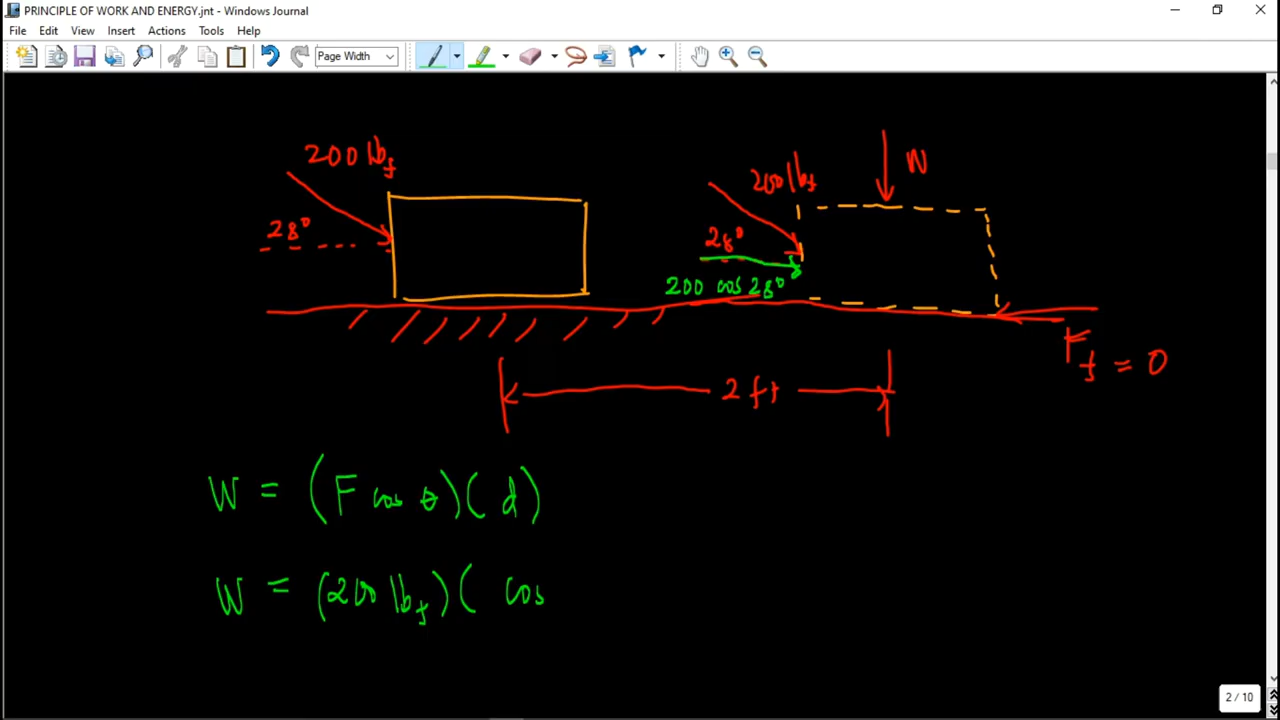 PRINCIPLE OF WORK AND ENERGY.jnt - Windows Journal
File Edit View Insert Actions Tools Help
Page Width
200 lbf
28°
200 lbf
W
28°
200 cos 28°
f = 0
2 ft
W = (F cos θ)(d)
W = (200 lbf)( cos
2 / 10